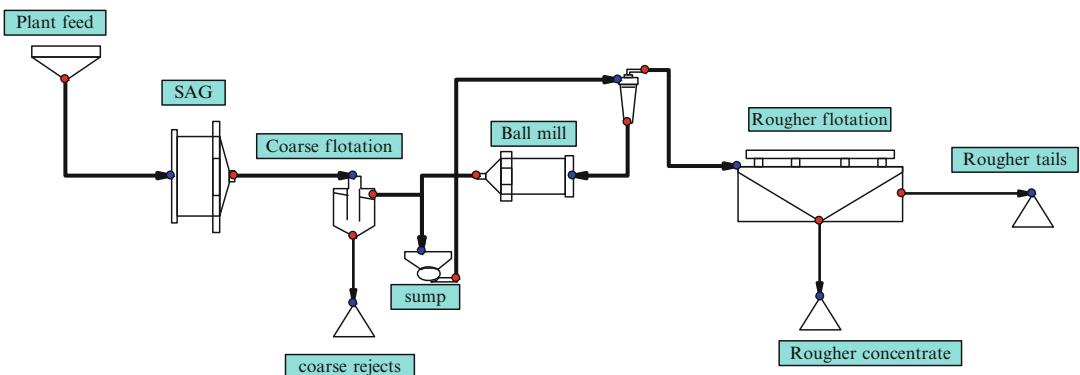 Plant feed
SAG
Coarse flotation
Ball mill
Rougher flotation
Rougher tails
sump
coarse rejects
Rougher concentrate